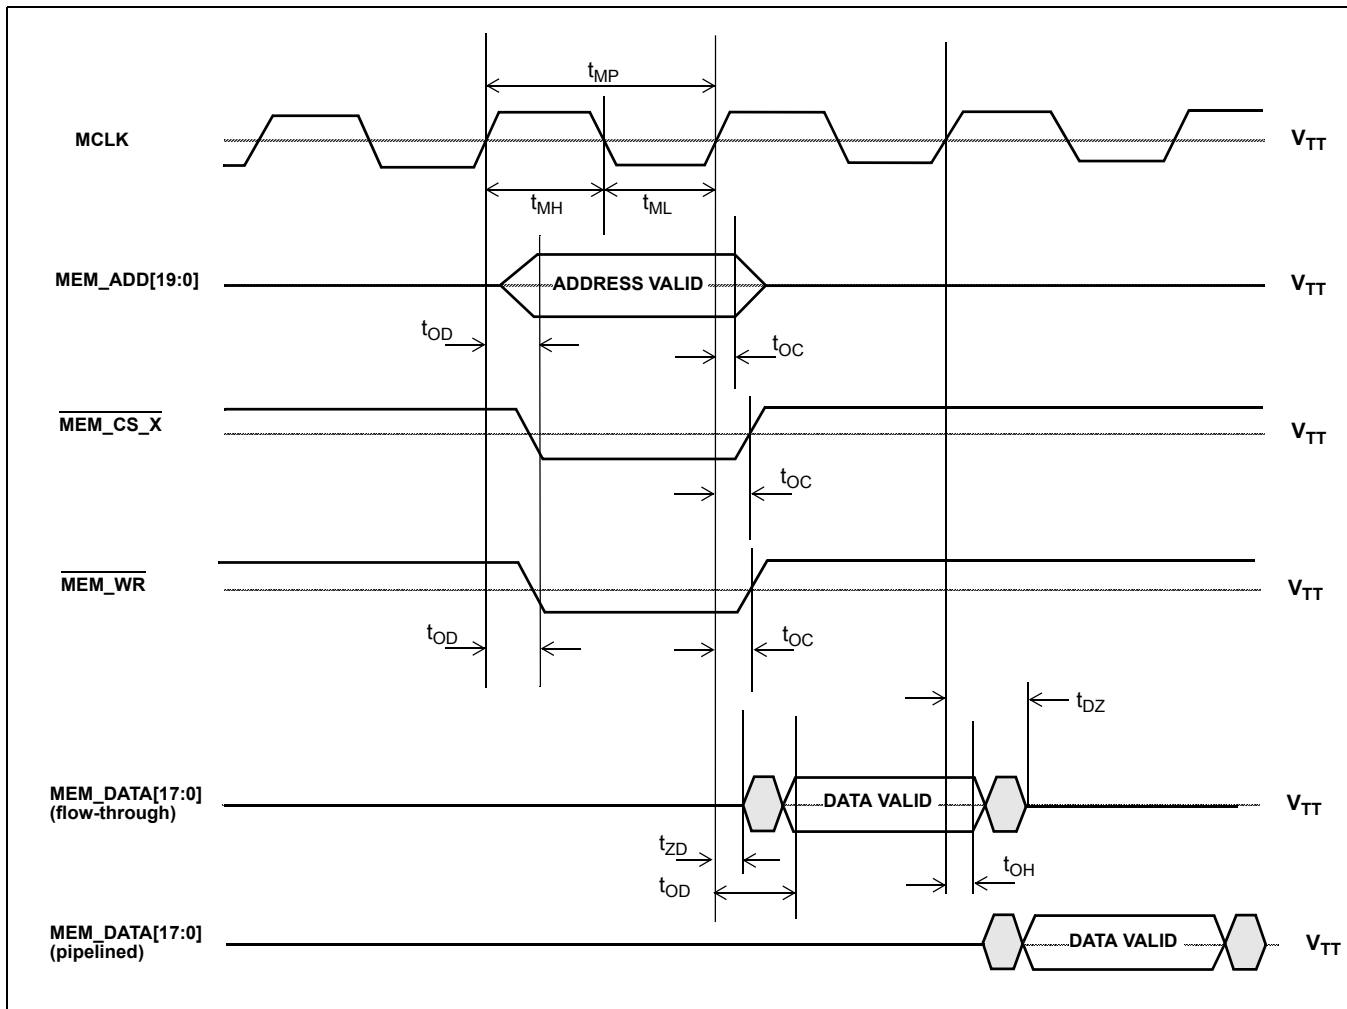 tMP
MCLK
VTT
tMH
tML
MEM_ADD[19:0]
ADDRESS VALID
VTT
tOD
tOC
MEM_CS_X
VTT
tOC
MEM_WR
VTT
tOD
tOC
tDZ
MEM_DATA[17:0]
(flow-through)
DATA VALID
VTT
tZD
tOH
tOD
MEM_DATA[17:0]
(pipelined)
DATA VALID
VTT